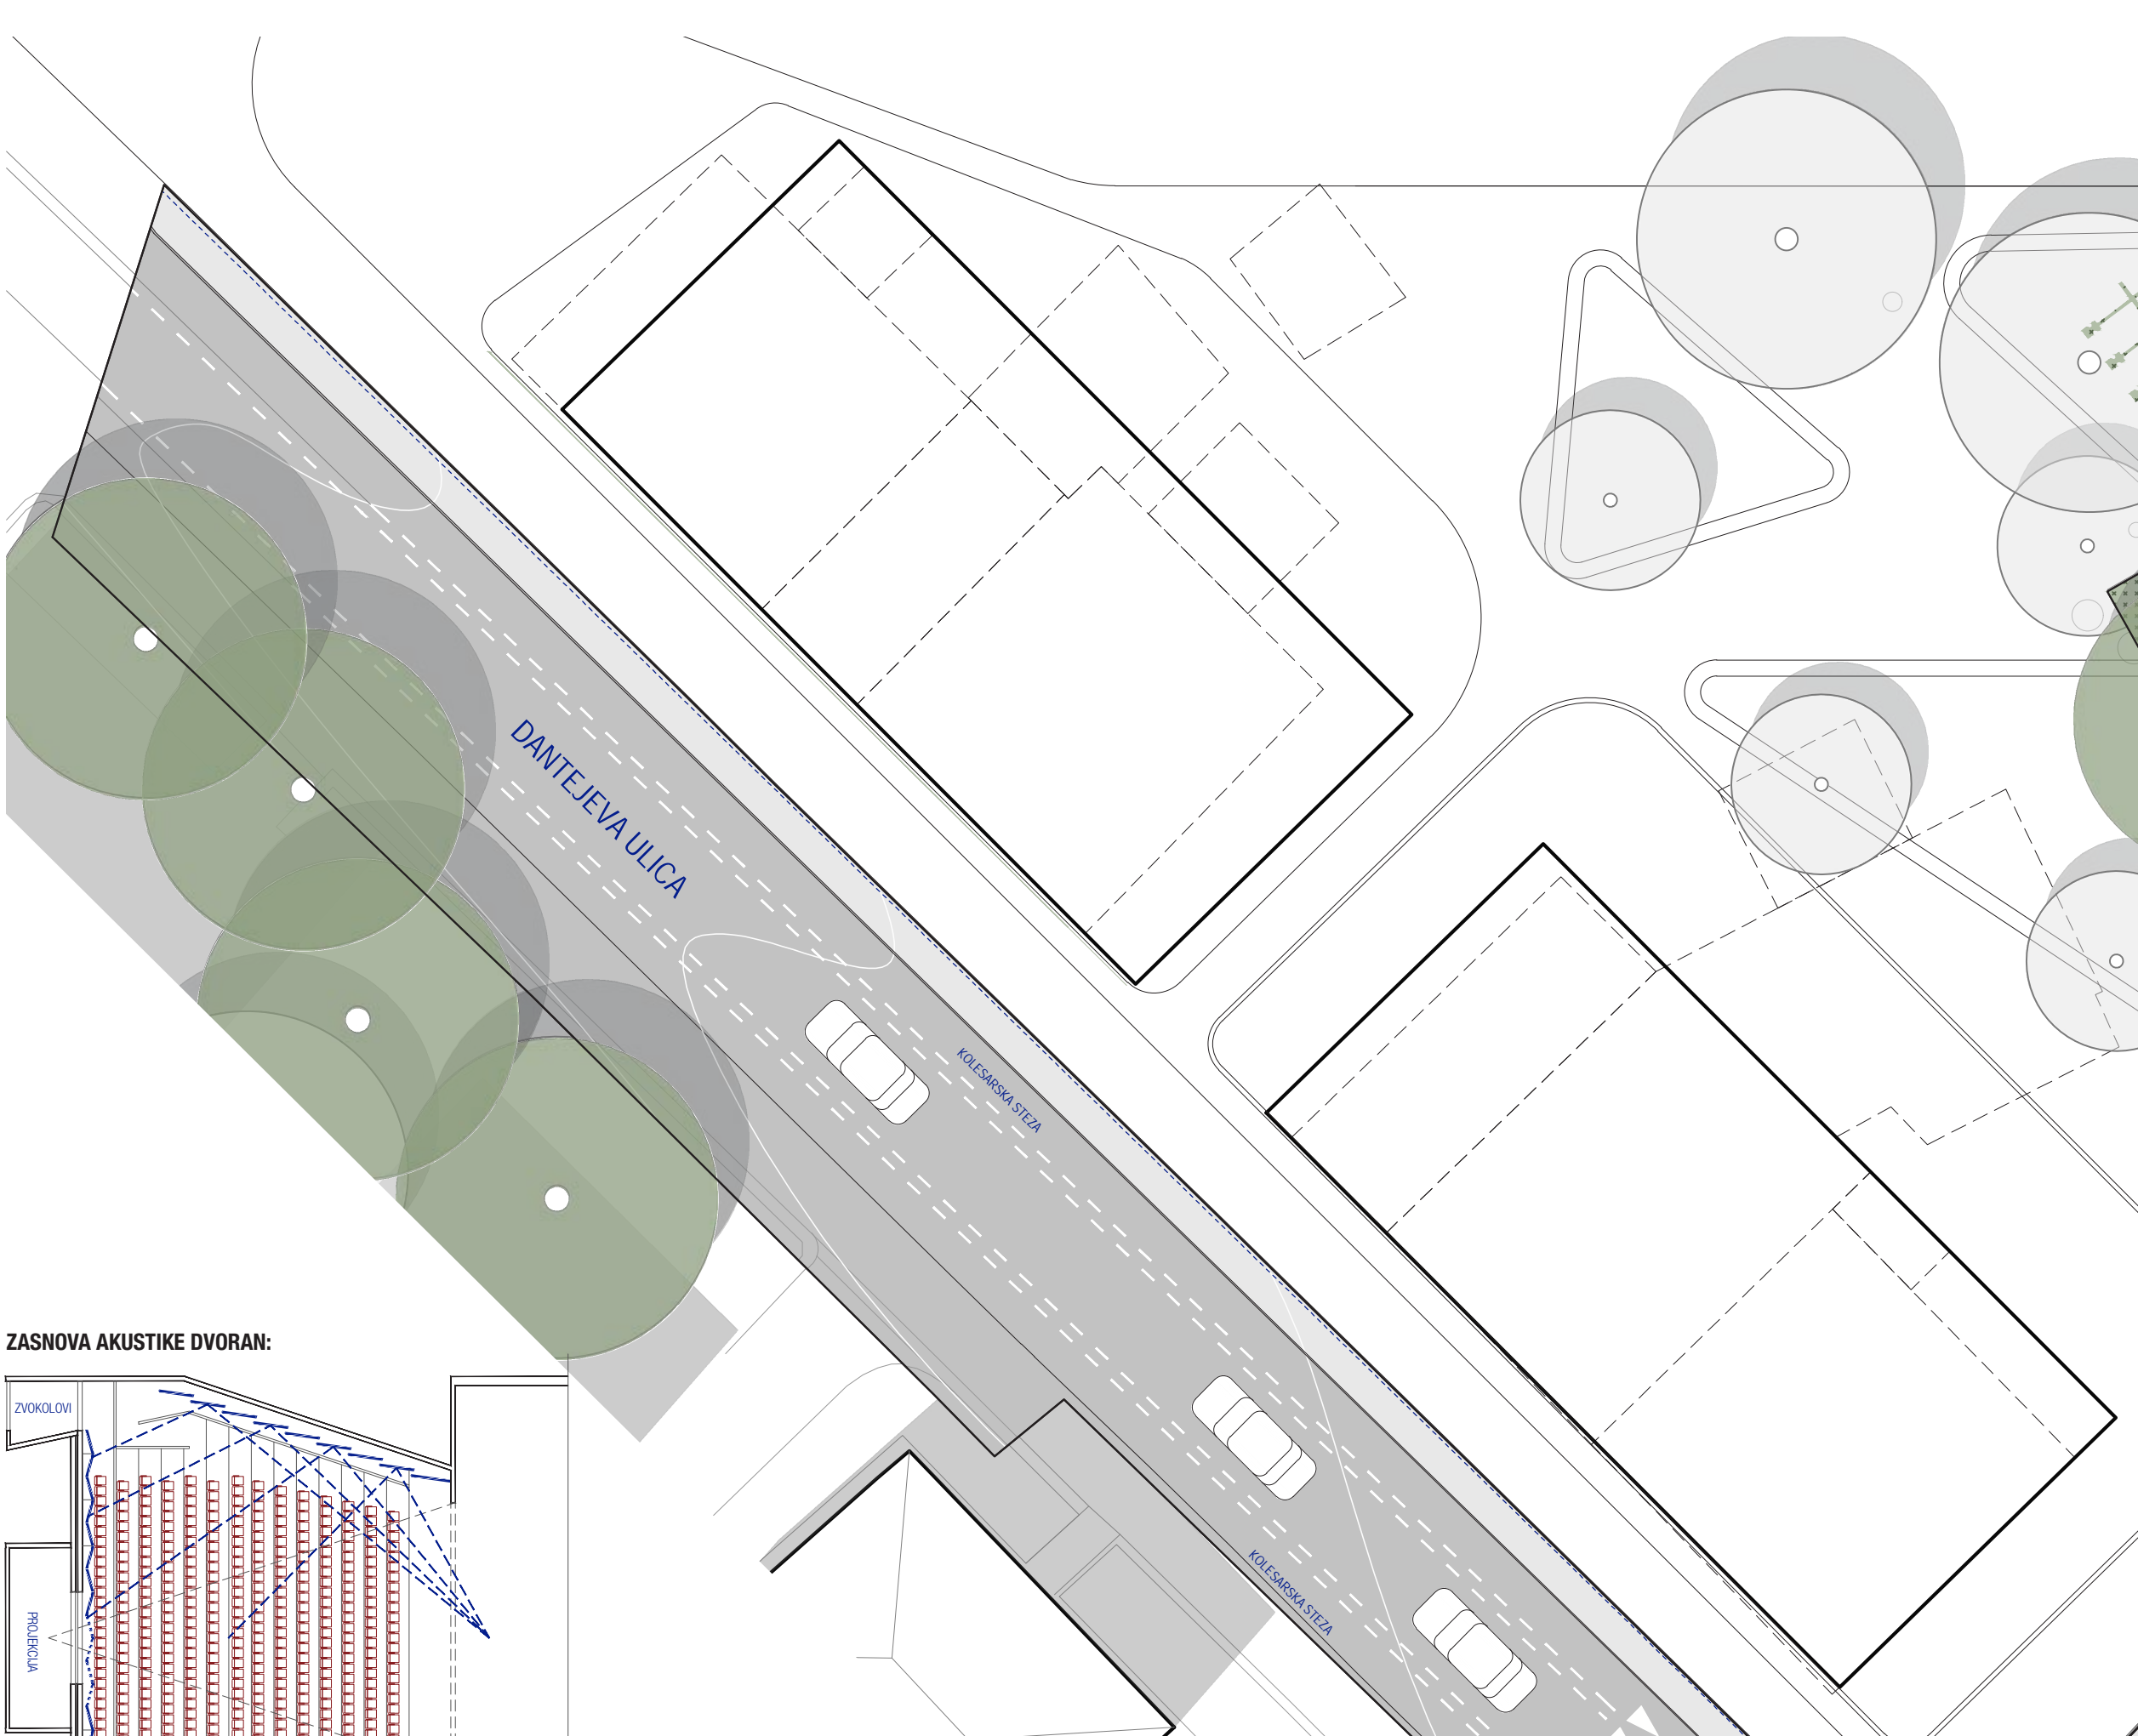 DANTEJEVA ULICA
KOLESARSKA STEZA
ZASNOVA AKUSTIKE DVORAN:
ZVOKOLOVI
KOLESARSKA STEZA
PROJEKCIJA